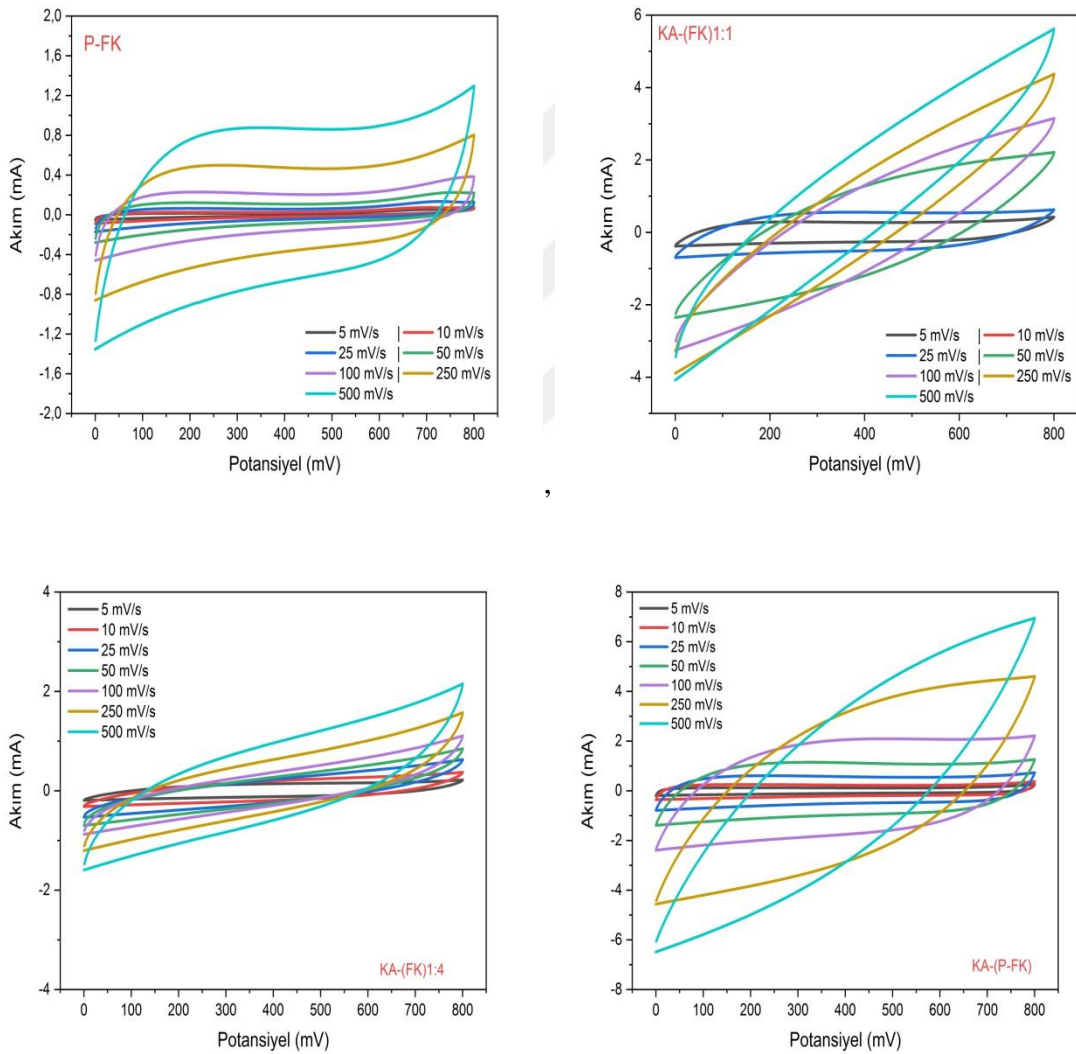 P-FK
Akım (mA)
2,0
1,6
1,2
0,8
0,4
0,0
-0,4
-0,8
-1,2
1,6
-2,0
5 mV/s | 10 mV/s
25 mV/s | 50 mV/s
100 mV/s | 250 mV/s
500 mV/s
0 100 200 300 400 500 600 700 800
Potansiyel (mV)
KA-(FK)1:1
Akım (mA)
6
4
2
0
-2
-4
5 mV/s | 10 mV/s
25 mV/s | 50 mV/s
100 mV/s | 250 mV/s
500 mV/s
0 200 400 600 800
Potansiyel (mV)
,
Akım (mA)
4
2
0
-2
-4
5 mV/s
10 mV/s
25 mV/s
50 mV/s
100 mV/s
250 mV/s
500 mV/s
KA-(FK)1:4
0 100 200 300 400 500 600 700 800
Potansiyel (mV)
Akım (mA)
8
6
4
2
0
-2
-4
-6
-8
5 mV/s
10 mV/s
25 mV/s
50 mV/s
100 mV/s
250 mV/s
500 mV/s
KA-(P-FK)
0 100 200 300 400 500 600 700 800
Potansiyel (mV)